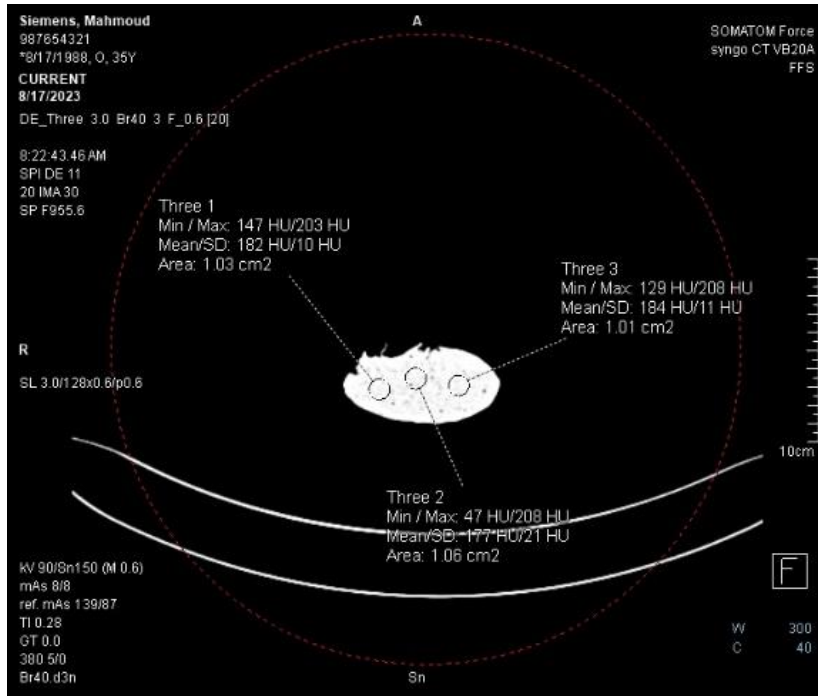 Siemens, Mahmoud
987654321
*8/17/1988, O, 35Y
CURRENT
8/17/2023
DE_Three 3.0 Br40 3 F_0.6 [20]
8:22:43.46 AM
SPI DE 11
20 IMA 30
SP F955.6
A
SOMATOM Force
syngo CT VB20A
FFS
Three 1
Min / Max: 147 HU/203 HU
Mean/SD: 182 HU/10 HU
Area: 1.03 cm2
Three 3
Min / Max: 129 HU/208 HU
Mean/SD: 184 HU/11 HU
Area: 1.01 cm2
R
SL 3.0/128x0.6/p0.6
10cm
Three 2
Min / Max: 47 HU/208 HU
Mean/SD: 177 HU/21 HU
Area: 1.06 cm2
kV 90/Sn150 (M 0.6)
mAs 8/8
ref. mAs 139/87
TI 0.28
GT 0.0
380 5/0
Br40.d3n
Sn
F
W 300
C 40